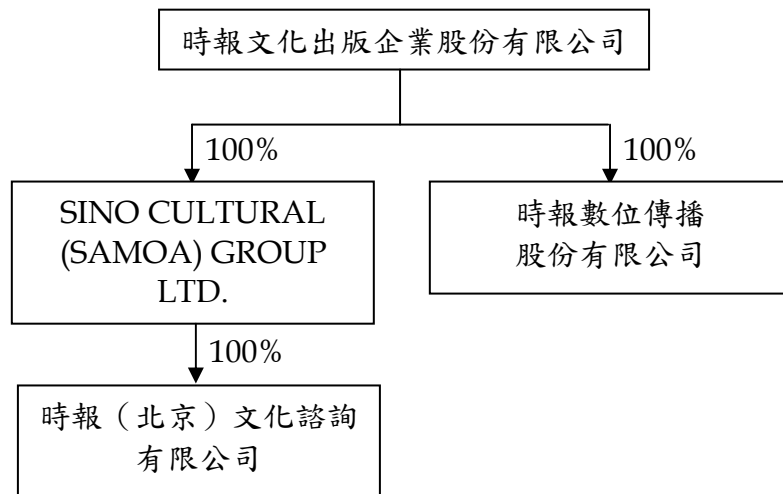 時報文化出版企業股份有限公司
100%
100%
SINO CULTURAL
(SAMOA) GROUP
LTD.
時報數位傳播
股份有限公司
100%
時報（北京）文化諮詢
有限公司